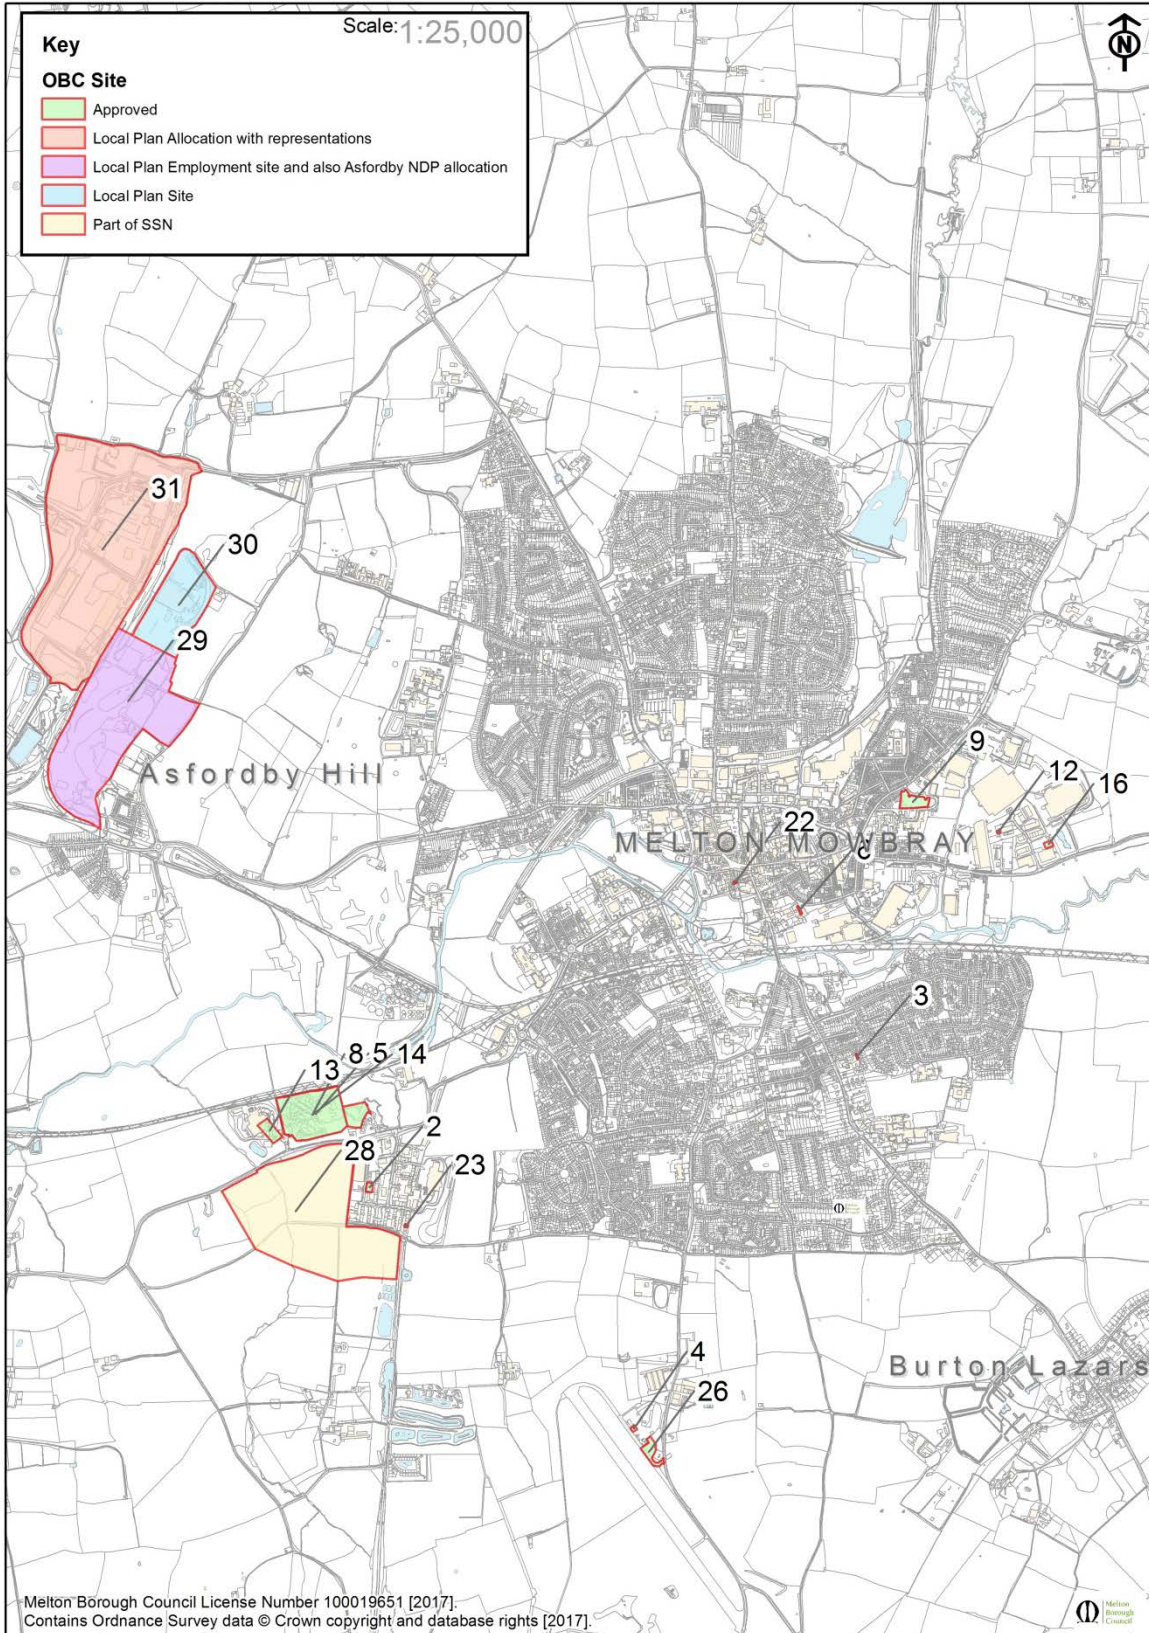 Scale: 1:25,000
Key
OBC Site
Approved
Local Plan Allocation with representations
Local Plan Employment site and also Asfordby NDP allocation
Local Plan Site
Part of SSN
N
31
30
29
Asfordby Hill
9
12
16
22
MELTON MOWBRAY
3
8 5 14
13
2
28
23
4
Burton Lazars
26
Melton Borough Council License Number 100019651 [2017].
Contains Ordnance Survey data © Crown copyright and database rights [2017].
Melton
Borough
Council